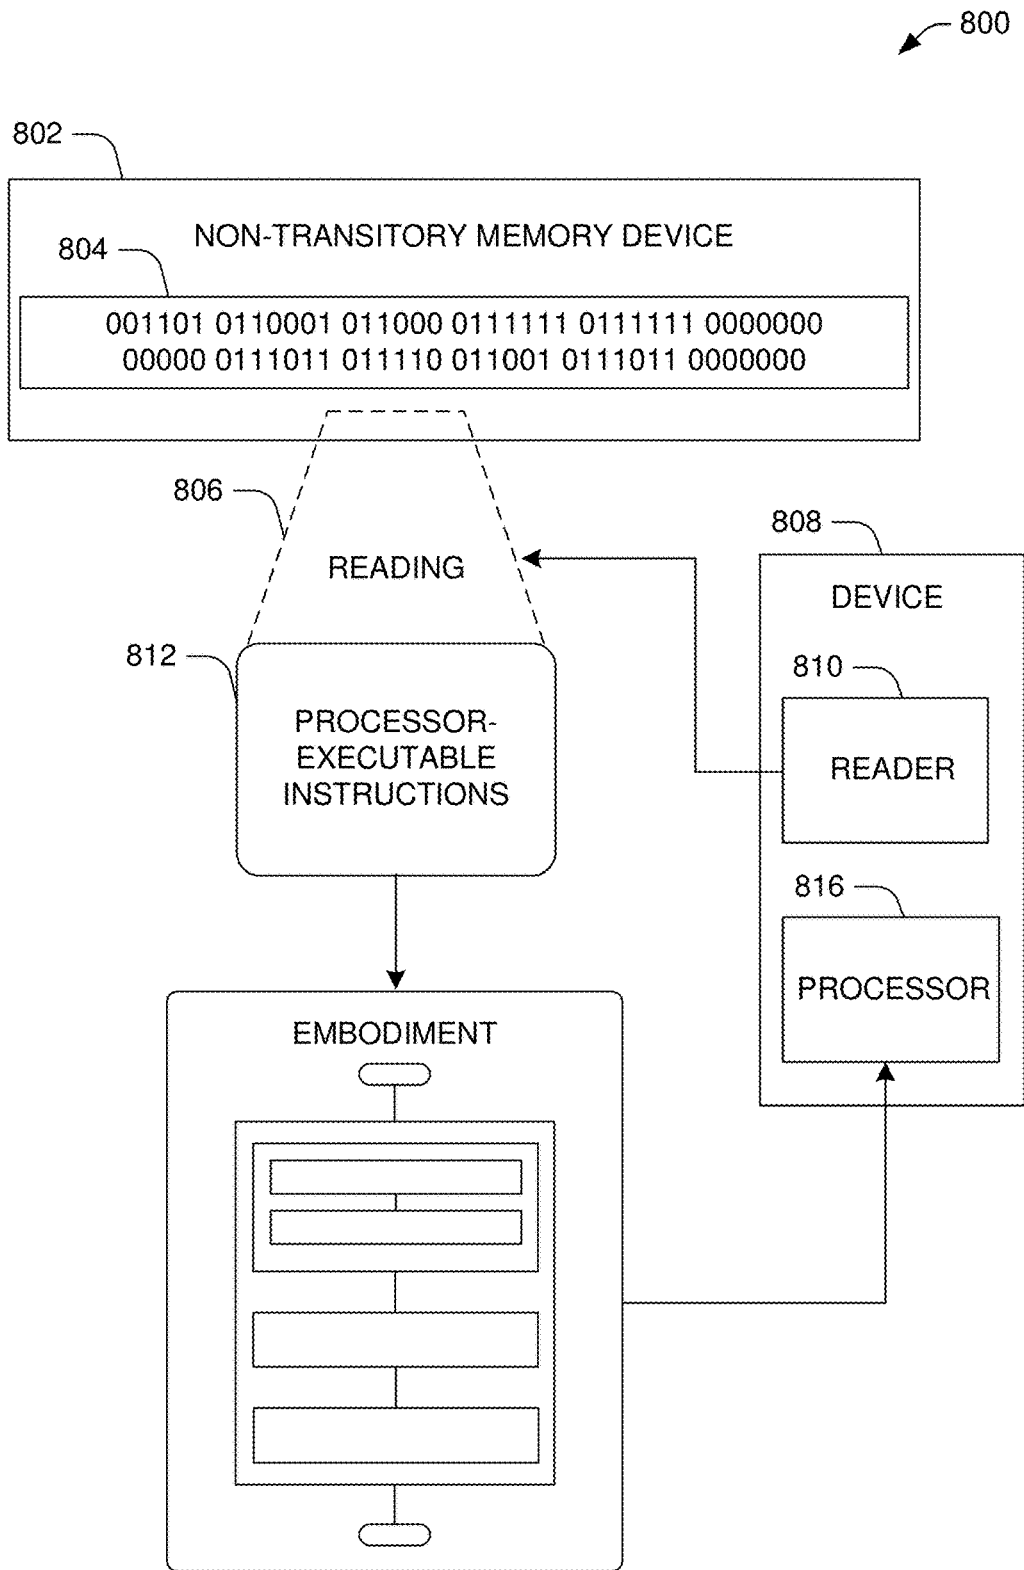 800
802
NON-TRANSITORY MEMORY DEVICE
804
001101 0110001 011000 0111111 0111111 0000000
00000 0111011 011110 011001 0111011 0000000
806
READING
808
DEVICE
810
READER
812
PROCESSOR-
EXECUTABLE
INSTRUCTIONS
816
PROCESSOR
EMBODIMENT